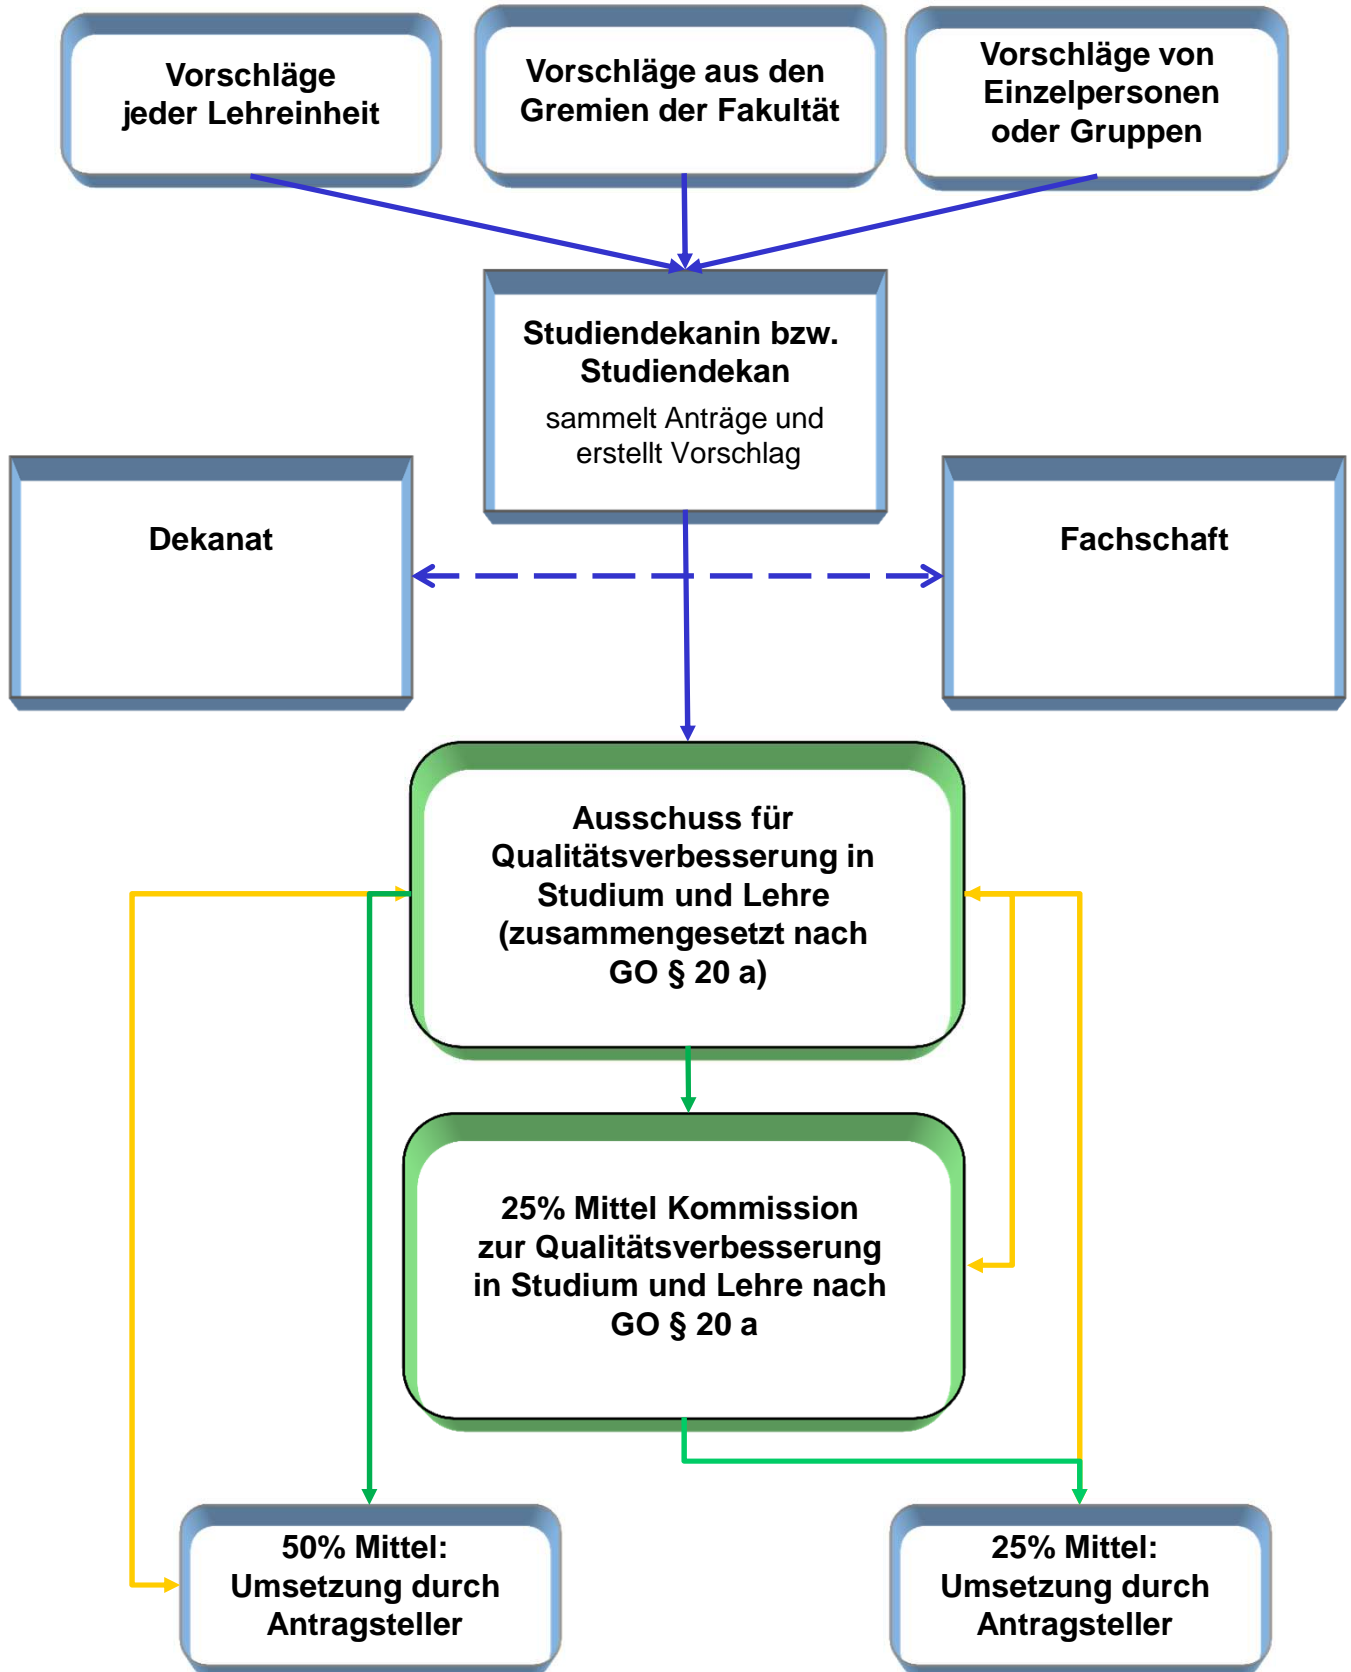 Vorschläge
jeder Lehreinheit
Vorschläge aus den
Gremien der Fakultät
Vorschläge von
Einzelpersonen
oder Gruppen
Studiendekanin bzw.
Studiendekan
sammelt Anträge und
erstellt Vorschlag
Dekanat
Fachschaft
Ausschuss für
Qualitätsverbesserung in
Studium und Lehre
(zusammengesetzt nach
GO § 20 a)
25% Mittel Kommission
zur Qualitätsverbesserung
in Studium und Lehre nach
GO § 20 a
50% Mittel:
Umsetzung durch
Antragsteller
25% Mittel:
Umsetzung durch
Antragsteller